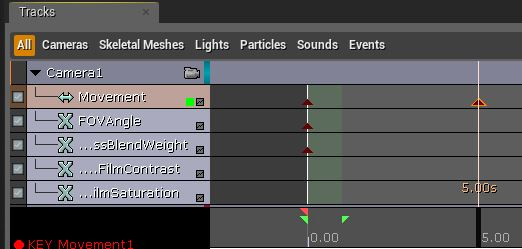 Tracks
All Cameras Skeletal Meshes Lights Particles Sounds Events
Camera1
Movement
FOVAngle
...ssBlendWeight
...FilmContrast
...ilmSaturation
5.00s
0.00 5.00
KEY Movement1